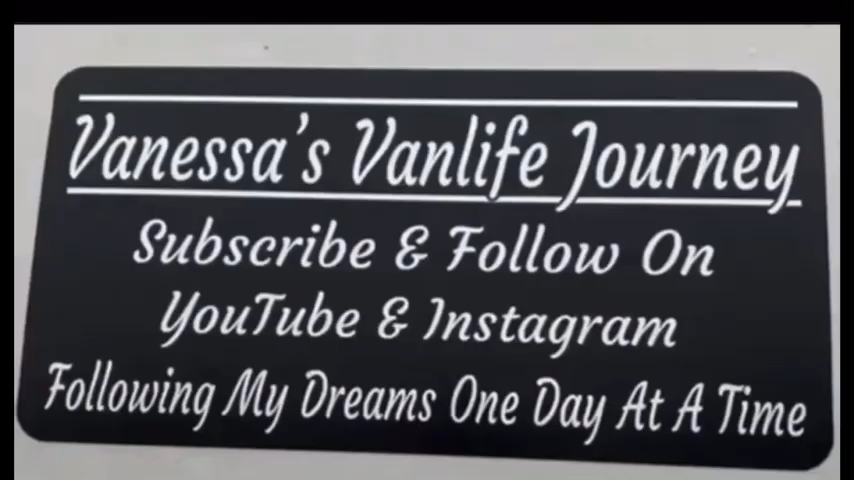 Vanessa's Vanlife Journey
Subscribe & Follow On
YouTube & Instagram
Following My Dreams One Day At A Time